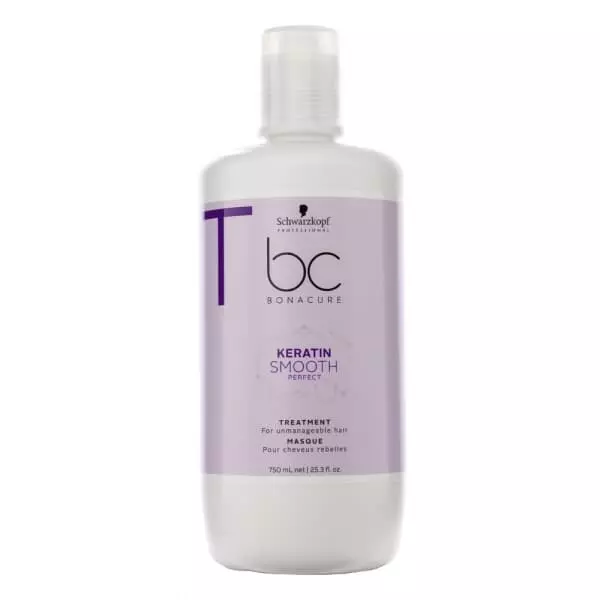 T
Schwarzkopf
PROFESSIONAL
bc
BONACURE
KERATIN
SMOOTH
PERFECT
TREATMENT
For unmanageable hair
MASQUE
Pour cheveux rebelles
750 mL net | 25.3 fl. oz.